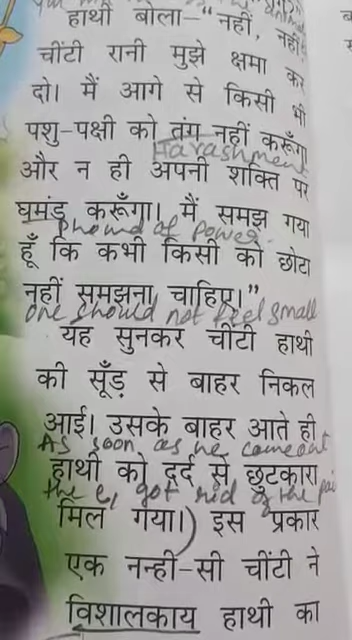 हाथी बोला–“नहीं, नहीं
चींटी रानी मुझे क्षमा कर
दो। मैं आगे से किसी भी
पशु-पक्षी को तंग नहीं करूँगा
Harashment
और न ही अपनी शक्ति पर
घमंड करूँगा। मैं समझ गया
Phound of power.
हूँ कि कभी किसी को छोटा
नहीं समझना चाहिए।”
one should not feel small
यह सुनकर चींटी हाथी
की सूँड़ से बाहर निकल
आई। उसके बाहर आते ही
As soon as he came out
हाथी को दर्द से छुटकारा
the e, got rid of the pai
मिल गया।) इस प्रकार
एक नन्ही-सी चींटी ने
विशालकाय हाथी का